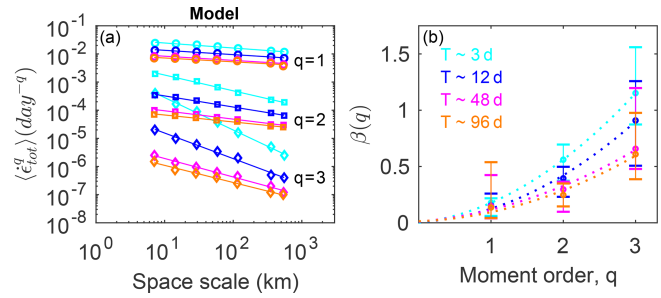 Model
(a)
q=1
q=2
q=3
10^-1
10^-2
10^-3
10^-4
10^-5
10^-6
10^-7
10^-8
10^0 10^1 10^2 10^3
⟨ε̇^q_tot⟩(day^−q)
Space scale (km)
(b)
T ~ 3 d
T ~ 12 d
T ~ 48 d
T ~ 96 d
1.5
1
0.5
0
1 2 3
β(q)
Moment order, q